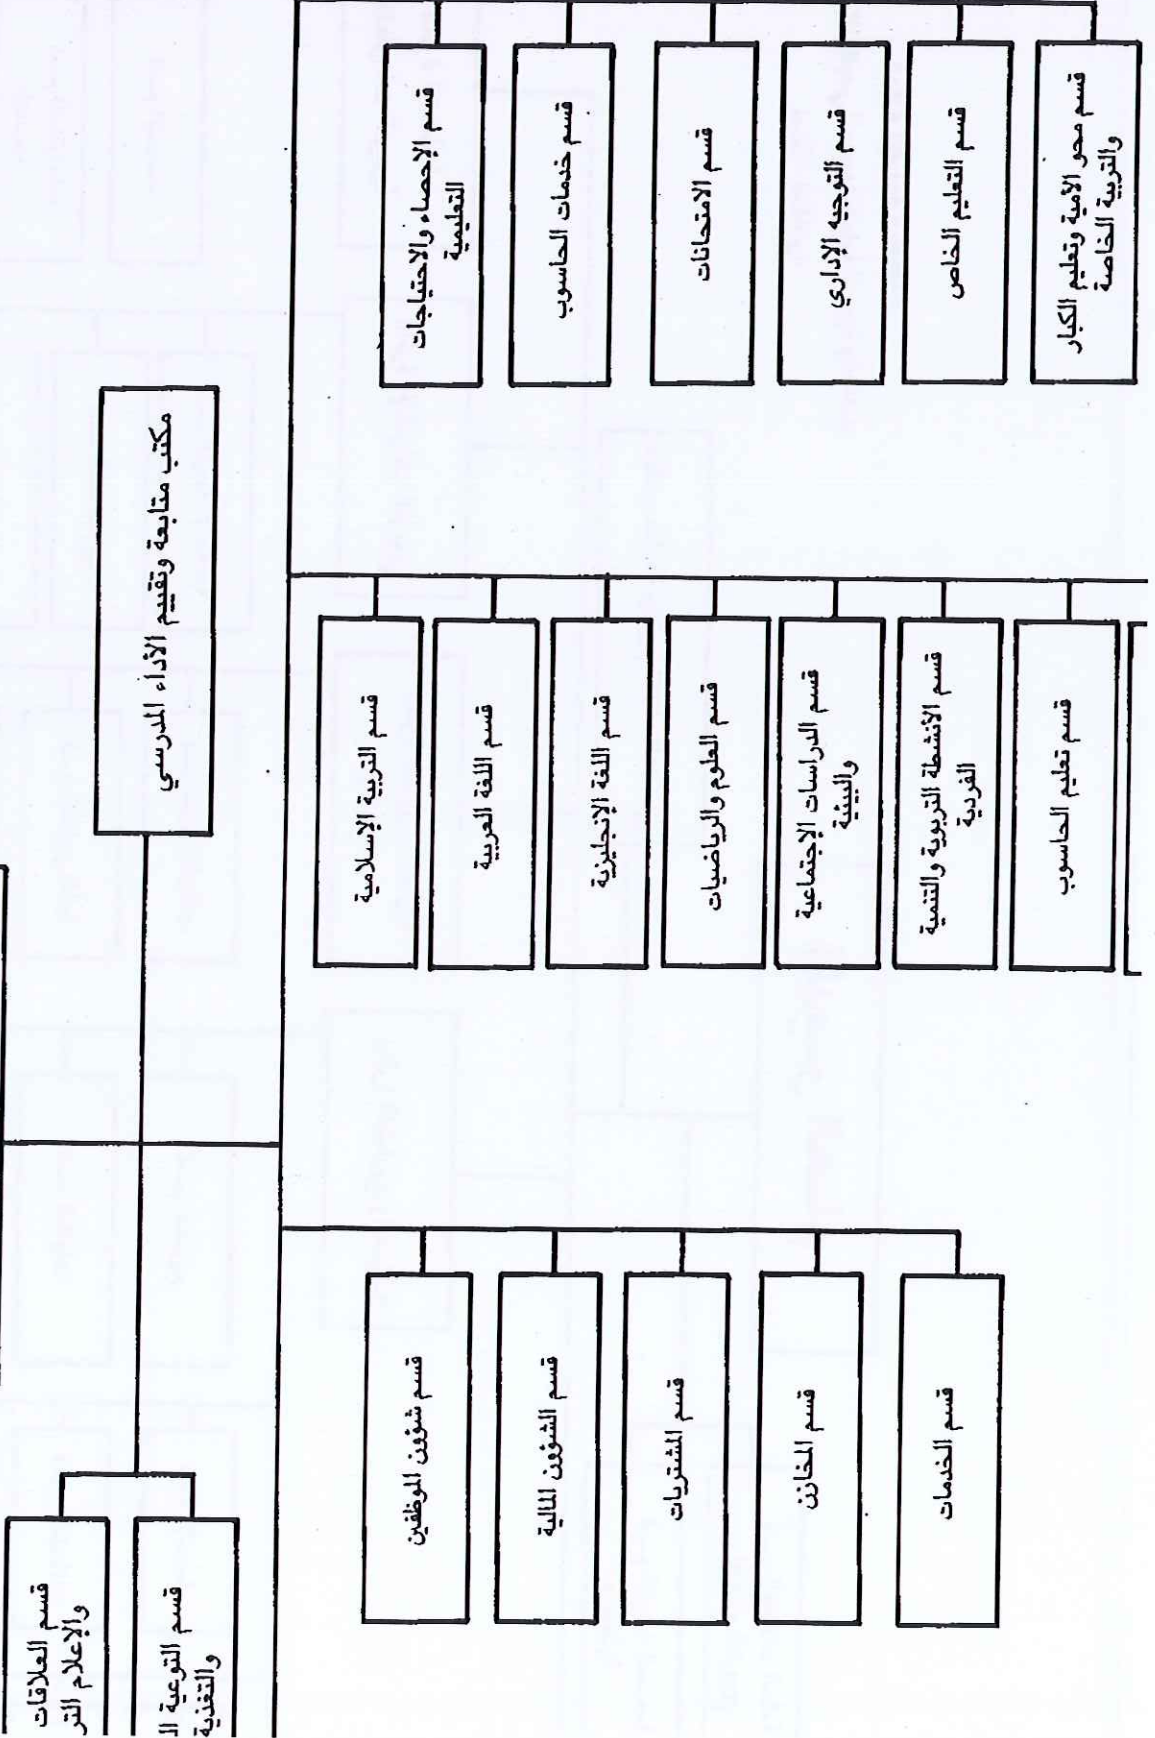 مكتب متابعة وتقييم الأداء المدرسي
قسم العلاقات
والإعلام
قسم التوعية
والتغذية
قسم الإحصاء والاحتياجات
التعليمية
قسم خدمات الحاسوب
قسم الامتحانات
قسم التوجيه الإداري
قسم التعليم الخاص
قسم محو الأمية وتعليم الكبار
والتربية الخاصة
قسم التربية الإسلامية
قسم اللغة العربية
قسم اللغة الإنجليزية
قسم العلوم والرياضيات
قسم الدراسات الاجتماعية
والبيئية
قسم الأنشطة التربوية والتنمية
الفردية
قسم تعليم الحاسوب
قسم شؤون الموظفين
قسم الشؤون المالية
قسم المشتريات
قسم المخازن
قسم الخدمات